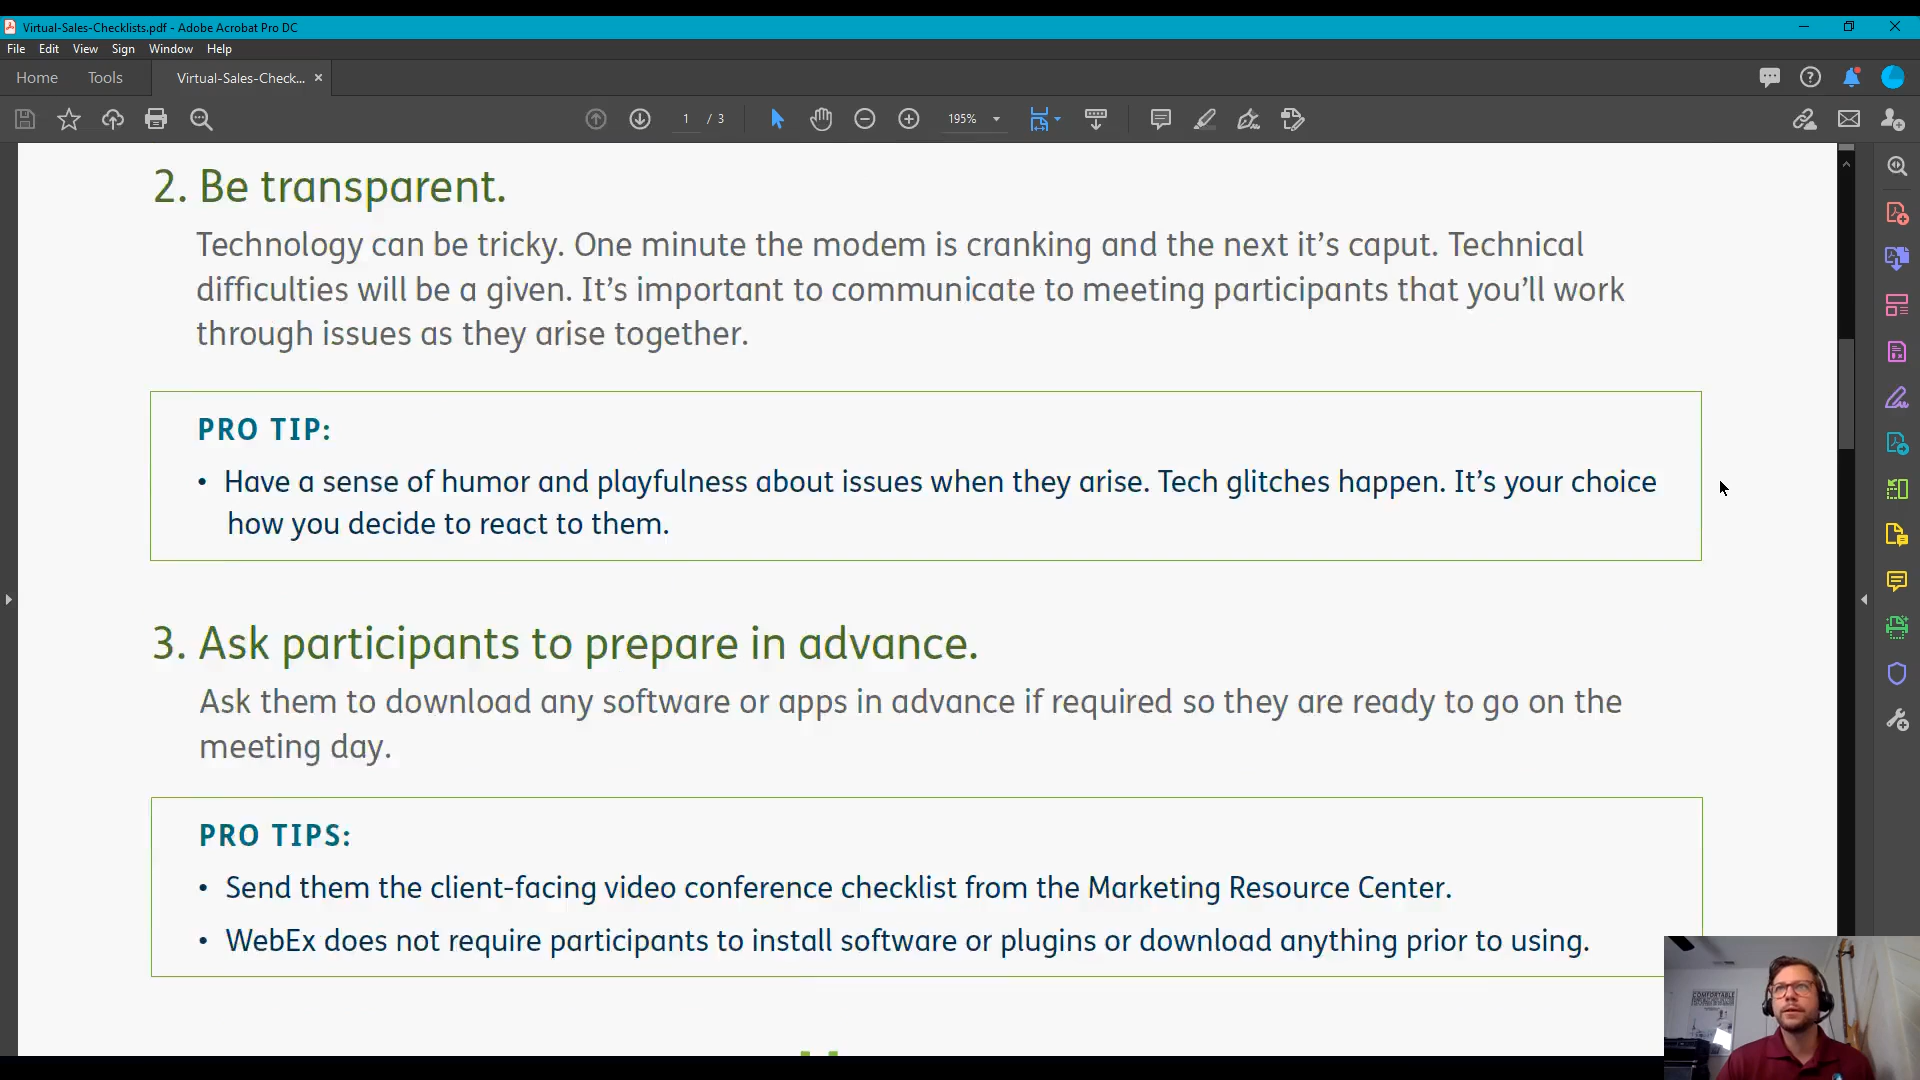 Virtual-Sales-Checklists.pdf - Adobe Acrobat Pro DC
File Edit View Sign Window Help
Home Tools Virtual-Sales-Check... ×
1 / 3 195%
2. Be transparent.
Technology can be tricky. One minute the modem is cranking and the next it’s caput. Technical
difficulties will be a given. It’s important to communicate to meeting participants that you’ll work
through issues as they arise together.
PRO TIP:
• Have a sense of humor and playfulness about issues when they arise. Tech glitches happen. It’s your choice
how you decide to react to them.
3. Ask participants to prepare in advance.
Ask them to download any software or apps in advance if required so they are ready to go on the
meeting day.
PRO TIPS:
• Send them the client-facing video conference checklist from the Marketing Resource Center.
• WebEx does not require participants to install software or plugins or download anything prior to using.
COMFORTABLE